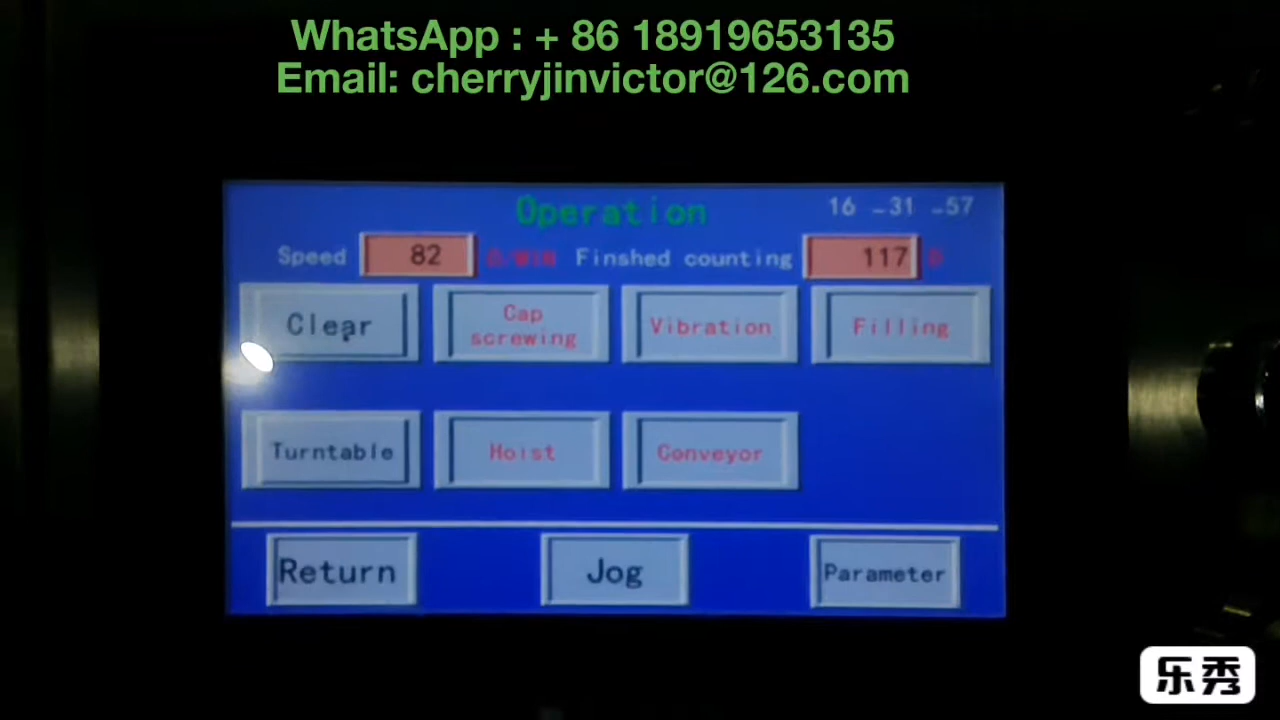 WhatsApp : + 86 18919653135
Email: cherryjinvictor@126.com
Operation
16 -31 -57
Speed 82 /MIN Finshed counting 117
Clear
Cap
screwing
Vibration
Filling
Turntable
Hoist
Conveyor
Return
Jog
Parameter
乐秀